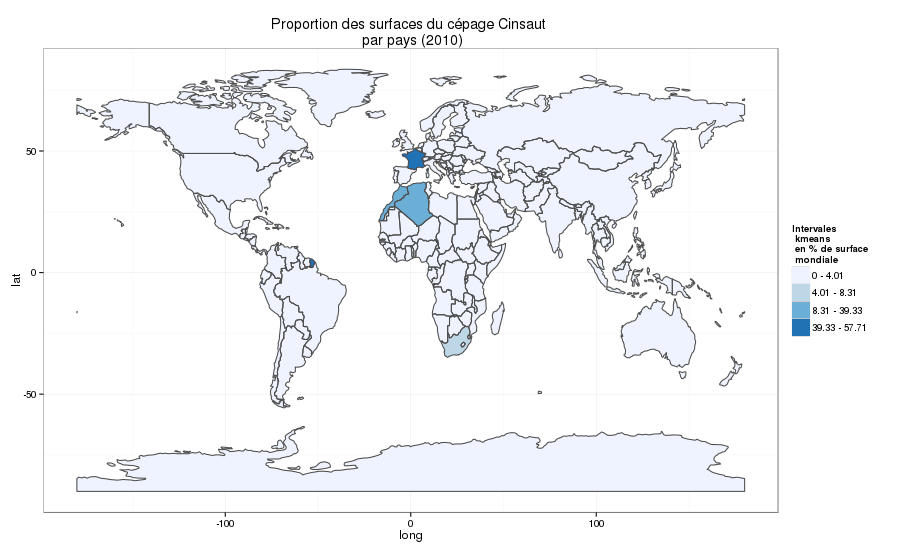 Proportion des surfaces du cépage Cinsaut
par pays (2010)
50
0
-50
lat
-100
0
100
long
Intervales
kmeans
en % de surface
mondiale
0 - 4.01
4.01 - 8.31
8.31 - 39.33
39.33 - 57.71